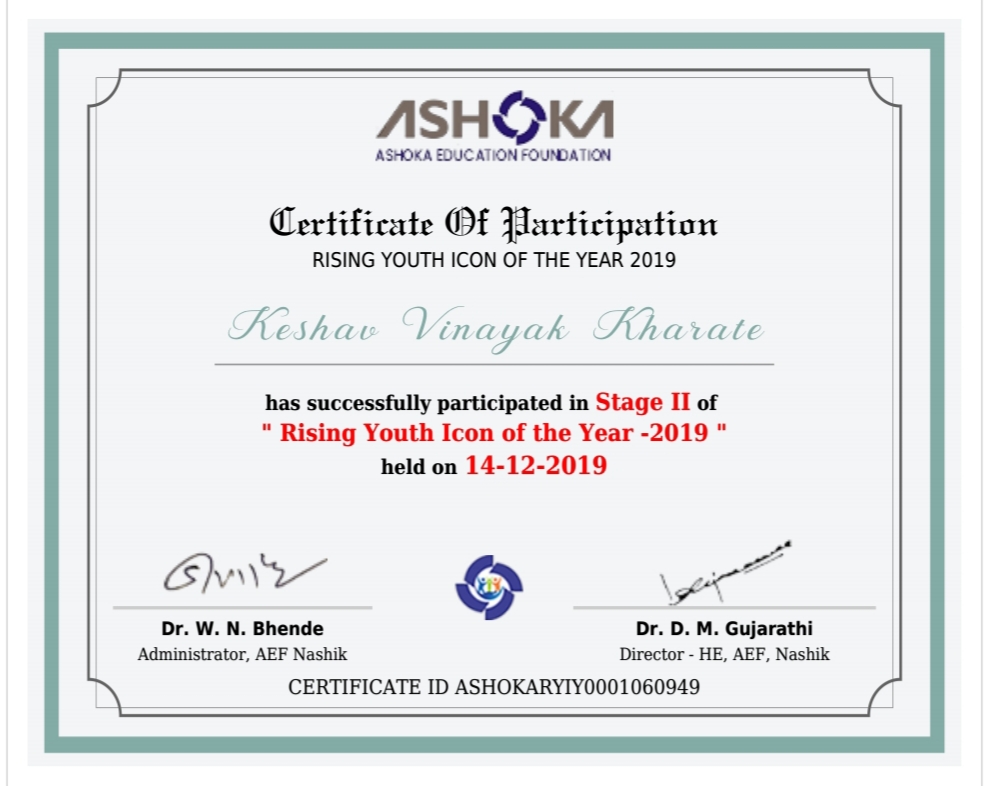 ASHOKA
ASHOKA EDUCATION FOUNDATION
Certificate Of Participation
RISING YOUTH ICON OF THE YEAR 2019
Keshav Vinayak Kharate
has successfully participated in Stage II of
" Rising Youth Icon of the Year -2019 "
held on 14-12-2019
Dr. W. N. Bhende
Administrator, AEF Nashik
Dr. D. M. Gujarathi
Director - HE, AEF, Nashik
CERTIFICATE ID ASHOKARYIY0001060949